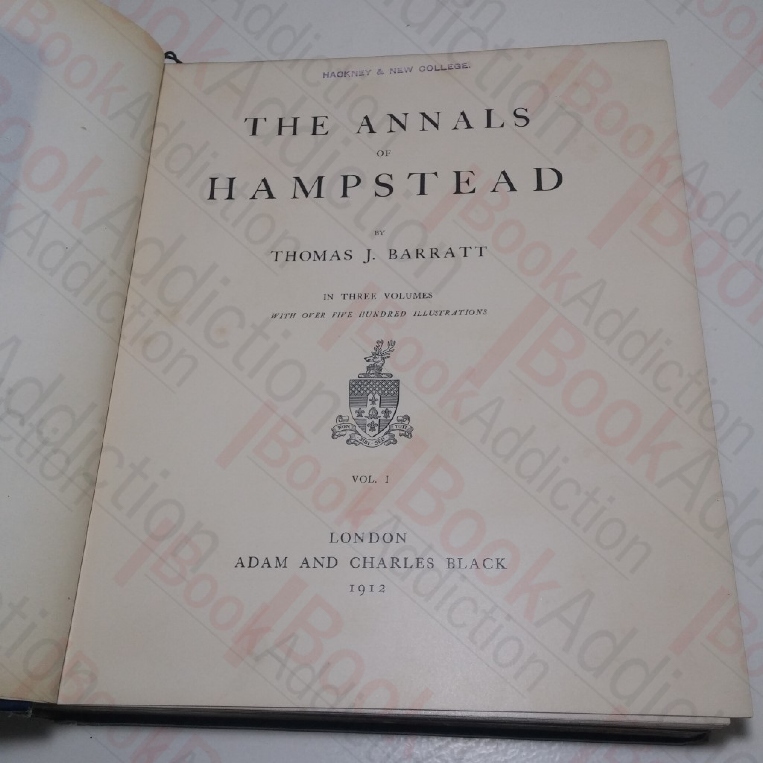 HACKNEY & NEW COLLEGE.
THE ANNALS
OF
HAMPSTEAD
BY
THOMAS J. BARRATT
IN THREE VOLUMES
WITH OVER FIVE HUNDRED ILLUSTRATIONS
VOL. I
LONDON
ADAM AND CHARLES BLACK
1912
BookAddiction